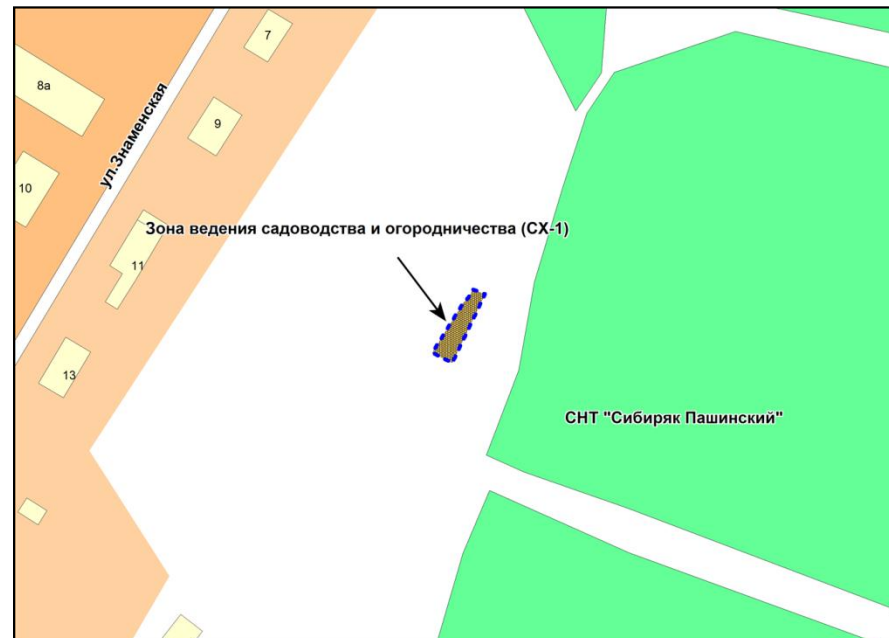 7
8а
9
ул.Знаменская
10
Зона ведения садоводства и огородничества (СХ-1)
11
13
СНТ "Сибиряк Пашинский"